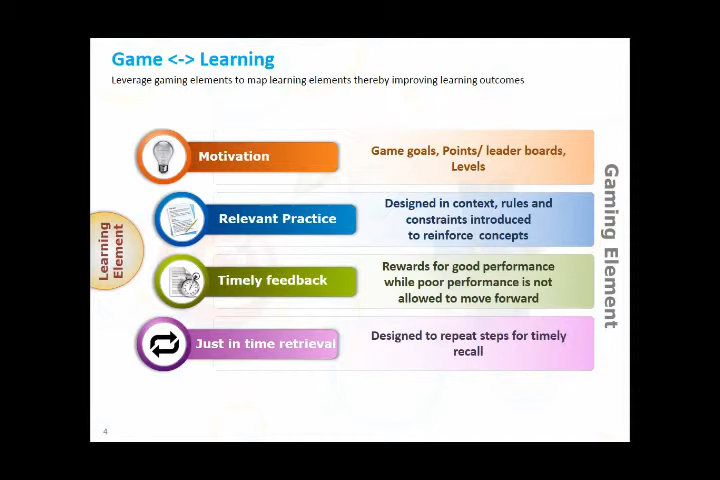 Game <-> Learning
Leverage gaming elements to map learning elements thereby improving learning outcomes
Learning
Element
Motivation
Game goals, Points/ leader boards,
Levels
Relevant Practice
Designed in context, rules and
constraints introduced
to reinforce concepts
Timely feedback
Rewards for good performance
while poor performance is not
allowed to move forward
Just in time retrieval
Designed to repeat steps for timely
recall
Gaming Element
4